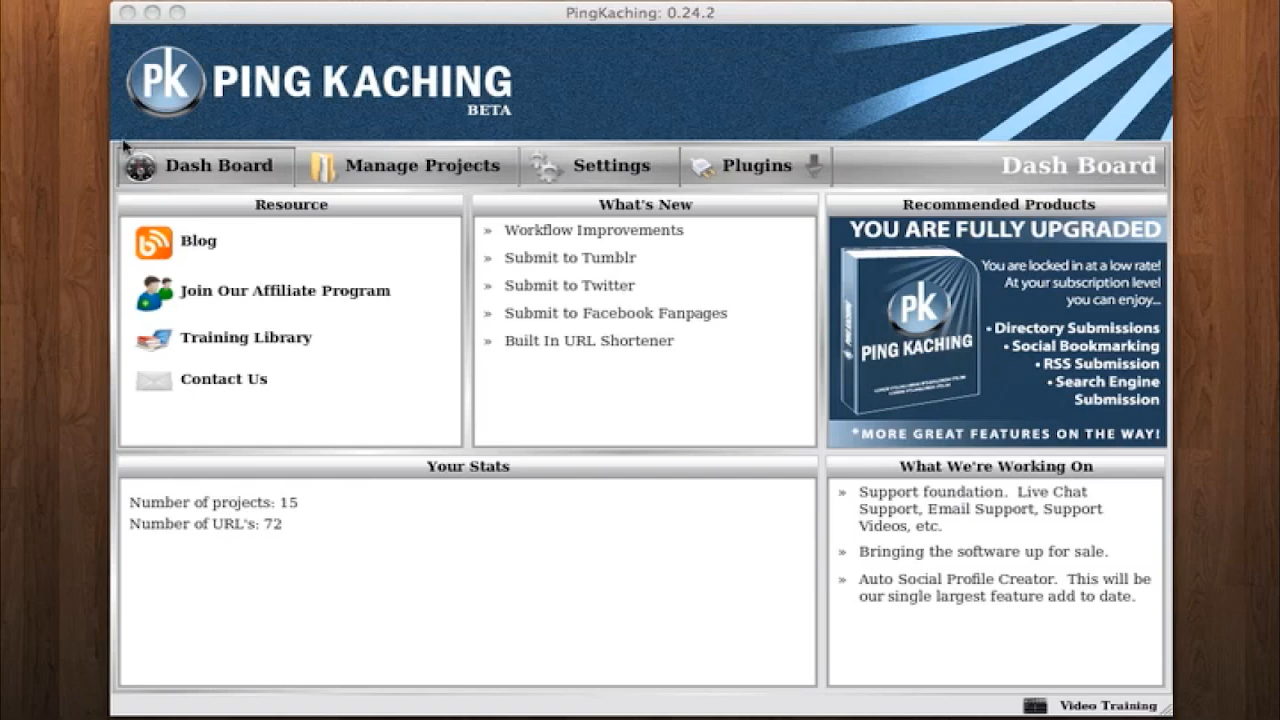 PingKaching: 0.24.2
PK PING KACHING
BETA
Dash Board
Manage Projects
Settings
Plugins
Dash Board
Resource
Blog
Join Our Affiliate Program
Training Library
Contact Us
What's New
» Workflow Improvements
» Submit to Tumblr
» Submit to Twitter
» Submit to Facebook Fanpages
» Built In URL Shortener
Recommended Products
YOU ARE FULLY UPGRADED
You are locked in at a low rate!
At your subscription level
you can enjoy...
• Directory Submissions
• Social Bookmarking
• RSS Submission
• Search Engine
Submission
pk
PING KACHING
*MORE GREAT FEATURES ON THE WAY!
Your Stats
Number of projects: 15
Number of URL's: 72
What We're Working On
» Support foundation. Live Chat
Support, Email Support, Support
Videos, etc.
» Bringing the software up for sale.
» Auto Social Profile Creator. This will be
our single largest feature add to date.
Video Training